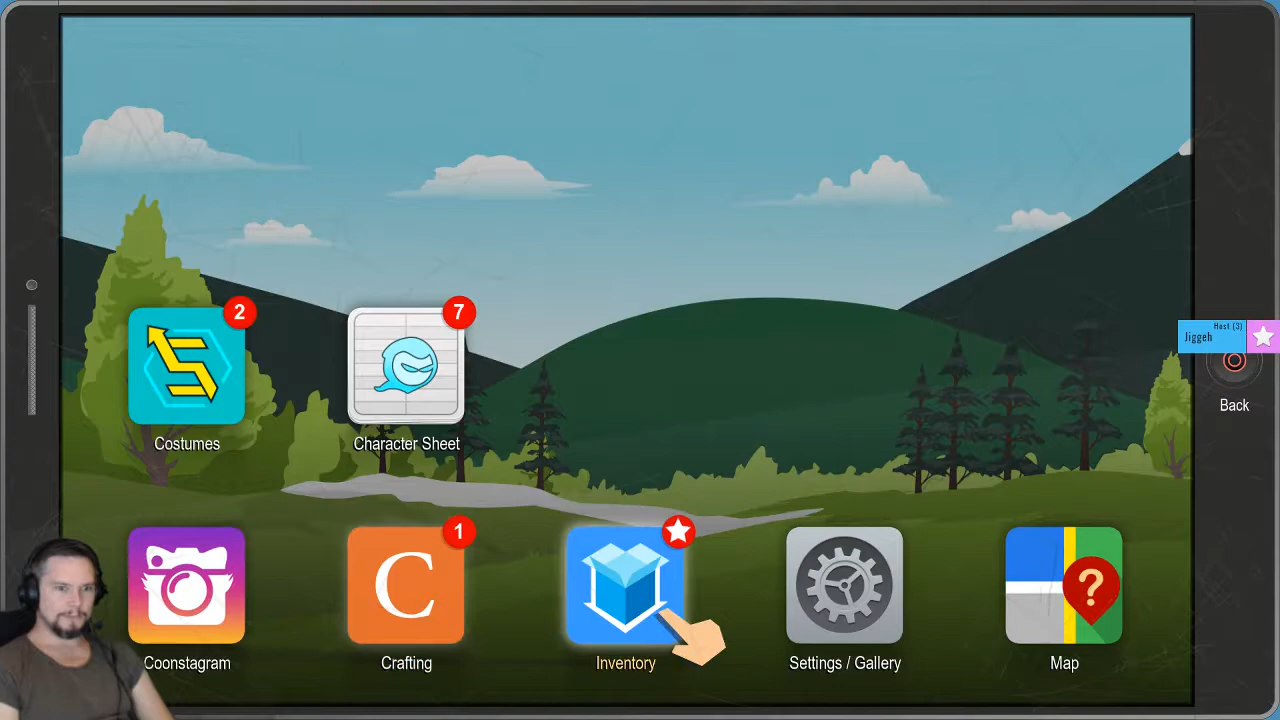 Host (3)
Jiggeh
Back
2
7
Costumes
Character Sheet
1
C
?
Coonstagram
Crafting
Inventory
Settings / Gallery
Map